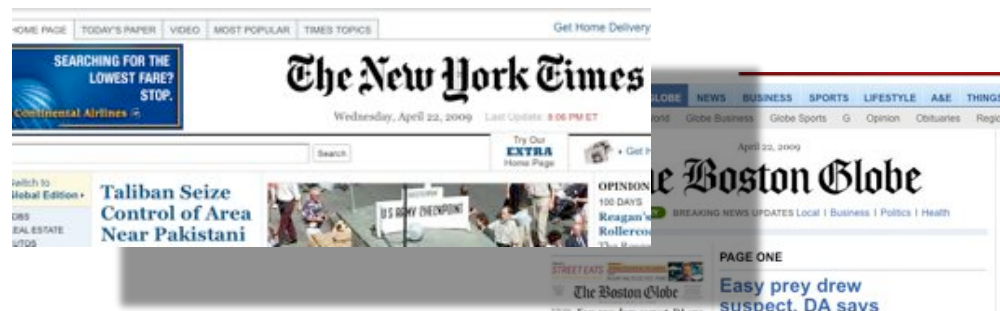 HOME PAGE TODAY'S PAPER VIDEO MOST POPULAR TIMES TOPICS
Get Home Delivery
SEARCHING FOR THE
LOWEST FARE?
STOP.
Continental Airlines
The New York Times
Wednesday, April 22, 2009 Last Update: 8:06 PM ET
Search
Try Our
EXTRA
Home Page
Get H
Switch to
Global Edition
JOBS
REAL ESTATE
AUTOS
Taliban Seize
Control of Area
Near Pakistani
U.S ARMY CHECKPOINT
OPINION
100 DAYS
Reagan's
Rollercoa
GLOBE NEWS BUSINESS SPORTS LIFESTYLE A&E THINGS
World Globe Business Globe Sports G Opinion Obituaries Regio
April 22, 2009
e Boston Globe
BREAKING NEWS UPDATES Local | Business | Politics | Health
PAGE ONE
Easy prey drew
suspect, DA says
STREET EATS
The Boston Globe